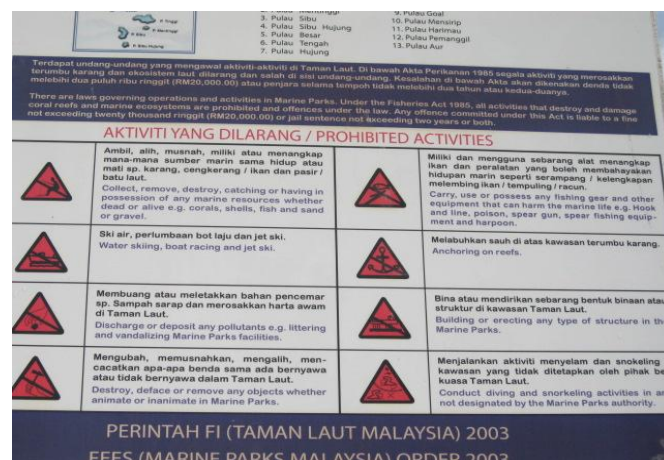 P. Tinggi
P. Mentinggi
P. Sibu
P. Sibu Hujung
3. Pulau Sibu
4. Pulau Sibu Hujung
5. Pulau Besar
6. Pulau Tengah
7. Pulau Hujung
9. Pulau Goal
10. Pulau Mensirip
11. Pulau Harimau
12. Pulau Pemanggil
13. Pulau Aur
Terdapat undang-undang yang mengawal aktiviti-aktiviti di Taman Laut. Di bawah Akta Perikanan 1985 segala aktiviti yang merosakkan
terumbu karang dan ekosistem laut dilarang dan salah di sisi undang-undang. Kesalahan di bawah Akta akan dikenakan denda tidak
melebihi dua puluh ribu ringgit (RM20,000.00) atau penjara selama tempoh tidak melebihi dua tahun atau kedua-duanya.
There are laws governing operations and activities in Marine Parks. Under the Fisheries Act 1985, all activities that destroy and damage
coral reefs and marine ecosystems are prohibited and offences under the law. Any offence committed under this Act is liable to a fine
not exceeding twenty thousand ringgit (RM20,000.00) or jail sentence not exceeding two years or both.
AKTIVITI YANG DILARANG / PROHIBITED ACTIVITIES
Ambil, alih, musnah, miliki atau menangkap
mana-mana sumber marin sama hidup atau
mati sp. karang, cengkerang / ikan dan pasir /
batu laut.
Collect, remove, destroy, catching or having in
possession of any marine resources whether
dead or alive e.g. corals, shells, fish and sand
or gravel.
Miliki dan mengguna sebarang alat menangkap
ikan dan peralatan yang boleh membahayakan
hidupan marin seperti serampang / kelengkapan
melembing ikan / tempuling / racun.
Carry, use or possess any fishing gear and other
equipment that can harm the marine life e.g. Hook
and line, poison, spear gun, spear fishing equip-
ment and harpoon.
Ski air, perlumbaan bot laju dan jet ski.
Water skiing, boat racing and jet ski.
Melabuhkan sauh di atas kawasan terumbu karang.
Anchoring on reefs.
Membuang atau meletakkan bahan pencemar
sp. Sampah sarap dan merosakkan harta awam
di Taman Laut.
Discharge or deposit any pollutants e.g. littering
and vandalizing Marine Parks facilities.
Bina atau mendirikan sebarang bentuk binaan atau
struktur di kawasan Taman Laut.
Building or erecting any type of structure in the
Marine Parks.
Mengubah, memusnahkan, mengalih, men-
cacatkan apa-apa benda sama ada bernyawa
atau tidak bernyawa dalam Taman Laut.
Destroy, deface or remove any objects whether
animate or inanimate in Marine Parks.
Menjalankan aktiviti menyelam dan snokeling
kawasan yang tidak ditetapkan oleh pihak be
kuasa Taman Laut.
Conduct diving and snorkeling activities in
not designated by the Marine Parks authority.
PERINTAH FI (TAMAN LAUT MALAYSIA) 2003
FEES (MARINE PARKS MALAYSIA) ORDER 2003